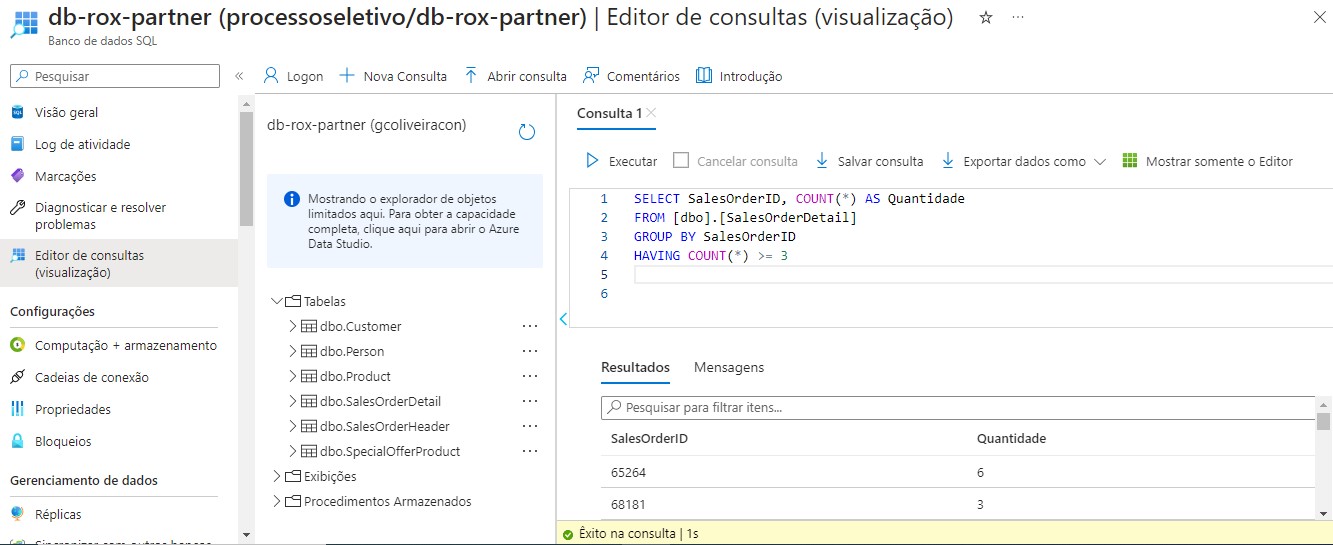 db-rox-partner (processoseletivo/db-rox-partner) | Editor de consultas (visualização)
Banco de dados SQL
Pesquisar
Logon
Nova Consulta
Abrir consulta
Comentários
Introdução
Visão geral
Log de atividade
Marcações
Diagnosticar e resolver
problemas
Editor de consultas
(visualização)
Configurações
Computação + armazenamento
Cadeias de conexão
Propriedades
Bloqueios
Gerenciamento de dados
Réplicas
Sincronizar com outros bancos
db-rox-partner (gcoliveiracon)
Mostrando o explorador de objetos
limitados aqui. Para obter a capacidade
completa, clique aqui para abrir o Azure
Data Studio.
Tabelas
dbo.Customer
dbo.Person
dbo.Product
dbo.SalesOrderDetail
dbo.SalesOrderHeader
dbo.SpecialOfferProduct
Exibições
Procedimentos Armazenados
Consulta 1
Executar
Cancelar consulta
Salvar consulta
Exportar dados como
Mostrar somente o Editor
1 SELECT SalesOrderID, COUNT(*) AS Quantidade
2 FROM [dbo].[SalesOrderDetail]
3 GROUP BY SalesOrderID
4 HAVING COUNT(*) >= 3
5
6
Resultados
Mensagens
Pesquisar para filtrar itens...
SalesOrderID Quantidade
65264 6
68181 3
Êxito na consulta | 1s